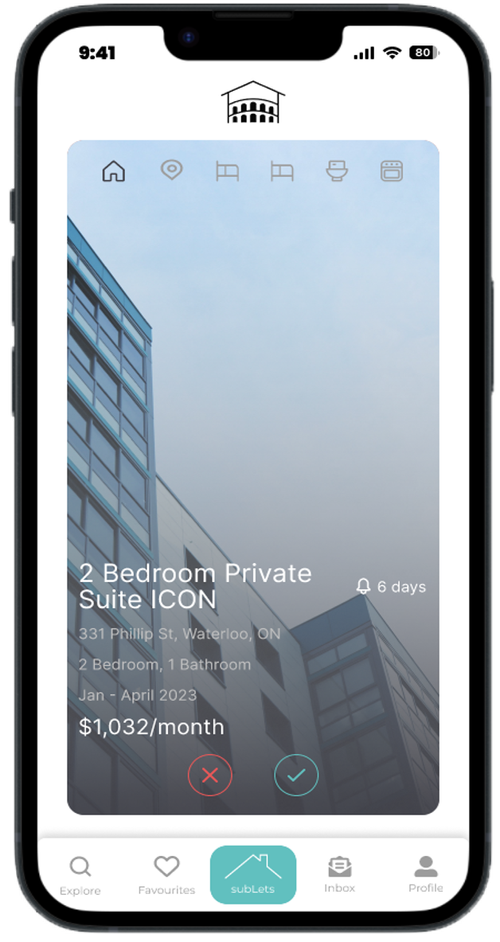 9:41
80
2 Bedroom Private
Suite ICON
6 days
331 Phillip St, Waterloo, ON
2 Bedroom, 1 Bathroom
Jan - April 2023
$1,032/month
Explore
Favourites
subLets
Inbox
Profile